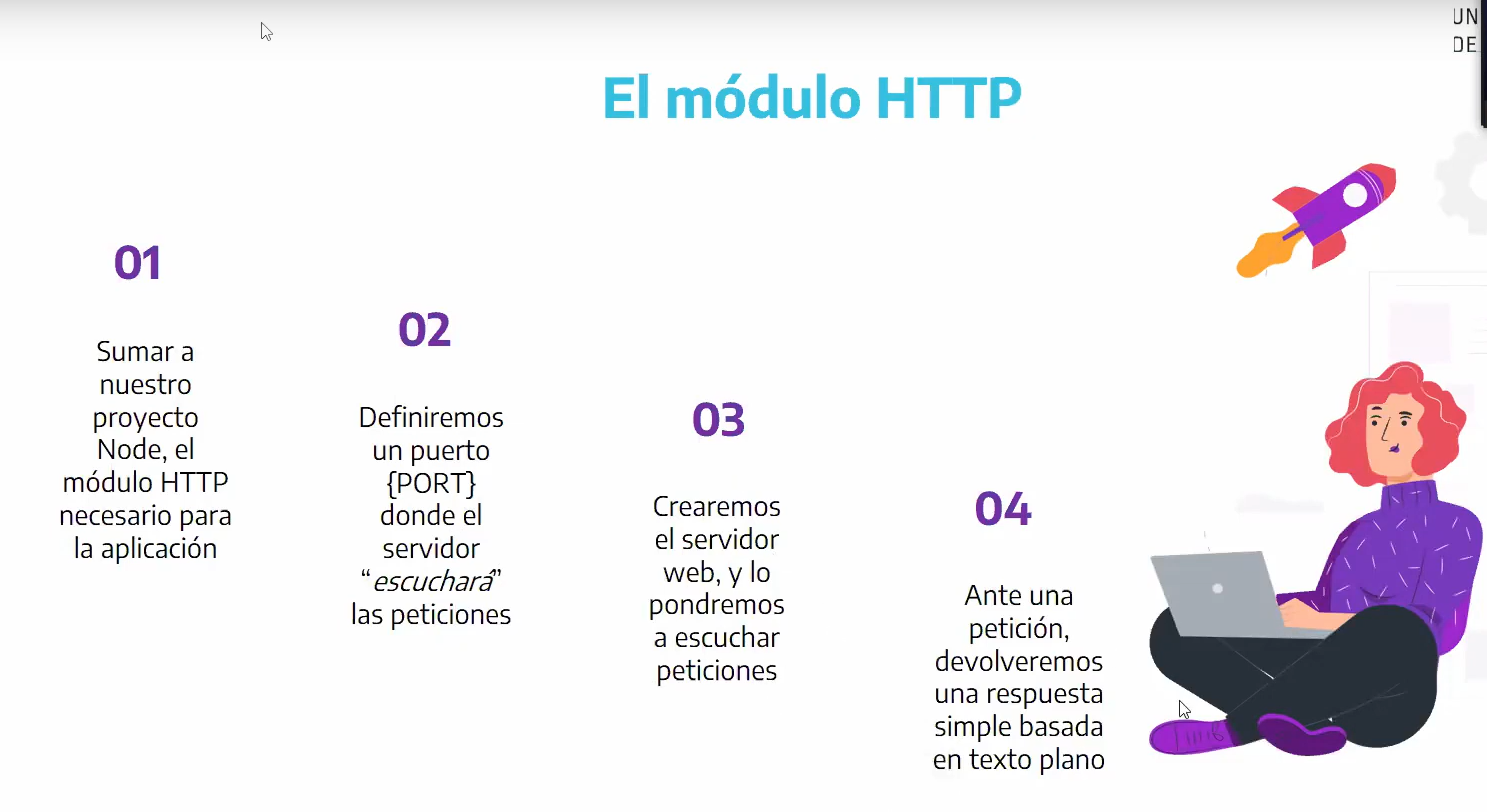 UN
DE
El módulo HTTP
01
Sumar a
nuestro
proyecto
Node, el
módulo HTTP
necesario para
la aplicación
02
Definiremos
un puerto
{PORT}
donde el
servidor
“escuchará”
las peticiones
03
Crearemos
el servidor
web, y lo
pondremos
a escuchar
peticiones
04
Ante una
petición,
devolveremos
una respuesta
simple basada
en texto plano